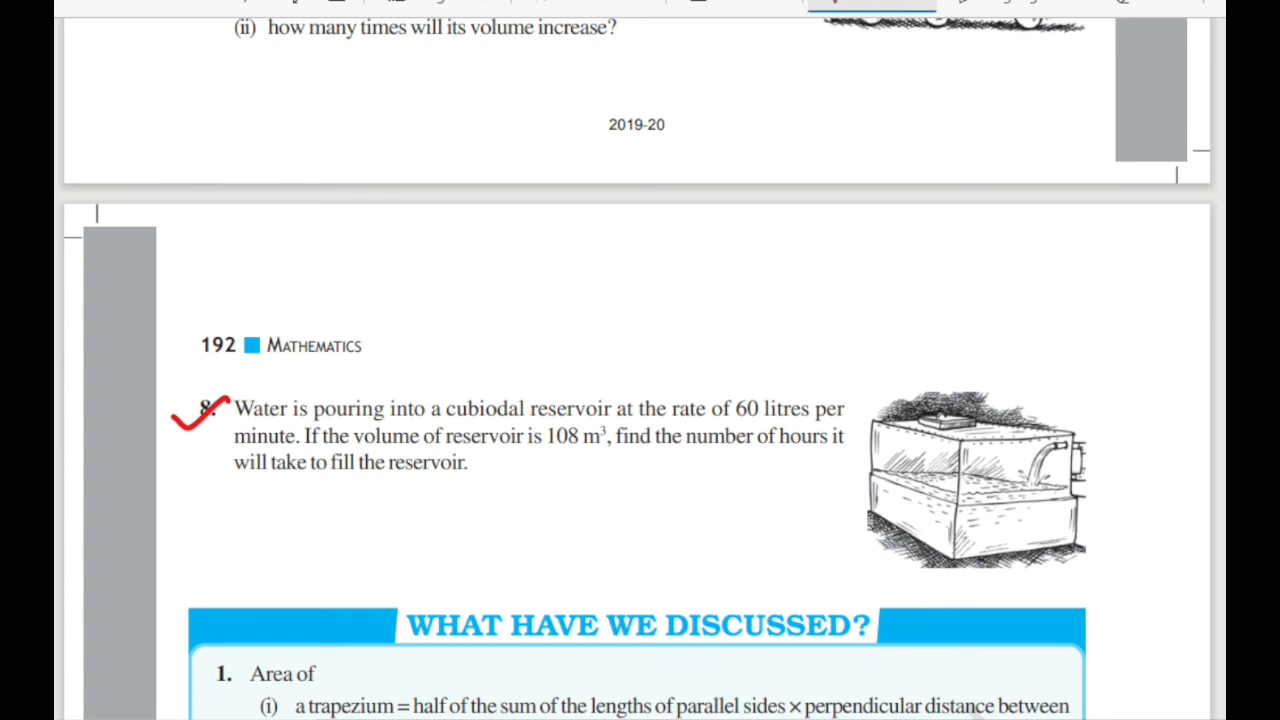 (ii) how many times will its volume increase?
2019-20
192 MATHEMATICS
8. Water is pouring into a cubiodal reservoir at the rate of 60 litres per
minute. If the volume of reservoir is 108 m³, find the number of hours it
will take to fill the reservoir.
WHAT HAVE WE DISCUSSED?
1. Area of
(i) a trapezium = half of the sum of the lengths of parallel sides × perpendicular distance between